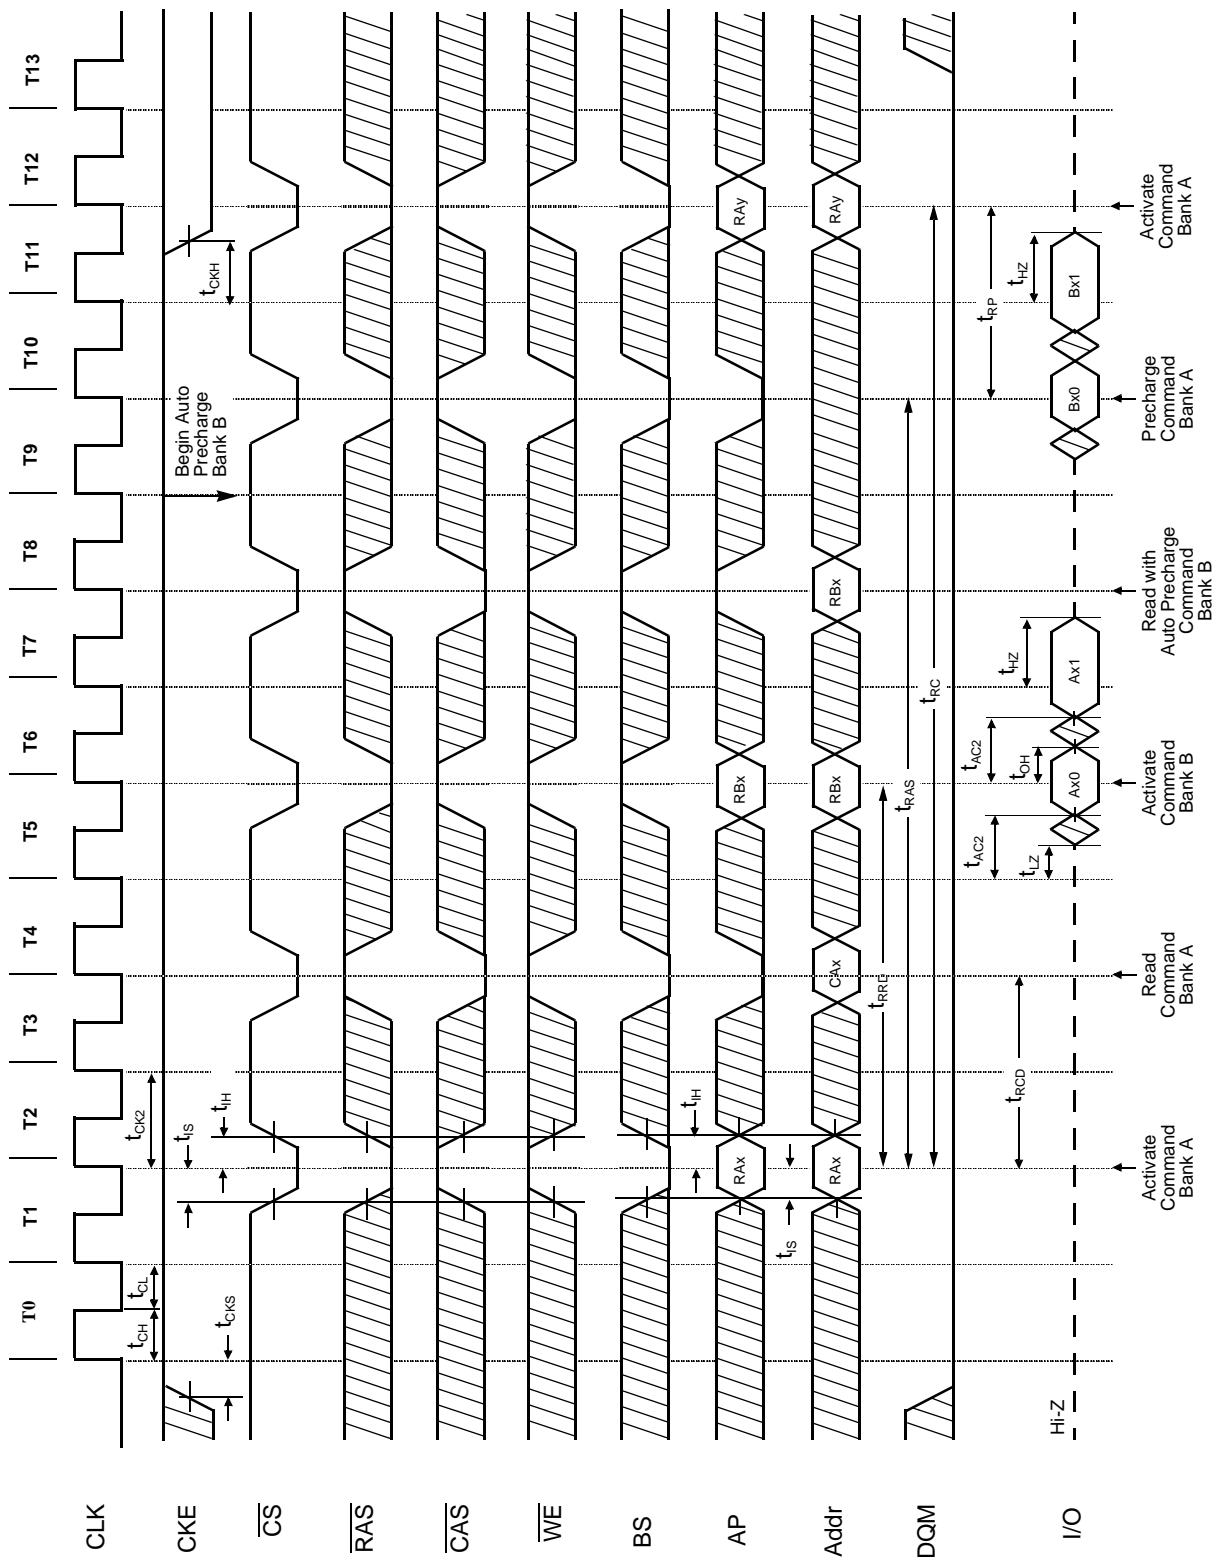 T0 T1 T2 T3 T4 T5 T6 T7 T8 T9 T10 T11 T12 T13
CLK
tCH tCL tCK2
CKE
tCKS tIS tIH
Begin Auto
Precharge
Bank B
tCKH
CS
RAS
CAS
WE
BS
tIH
AP
RAx RBx RAy
tIS
Addr
RAx CAx RBx RBx RAy
tRRD
tRAS
tRC
DQM
tRCD
tAC2 tAC2 tRP
tLZ tOH tHZ tHZ
I/O
Hi-Z
Ax0 Ax1 Bx0 Bx1
Activate
Command
Bank A
Read
Command
Bank A
Activate
Command
Bank B
Read with
Auto Precharge
Command
Bank B
Precharge
Command
Bank A
Activate
Command
Bank A